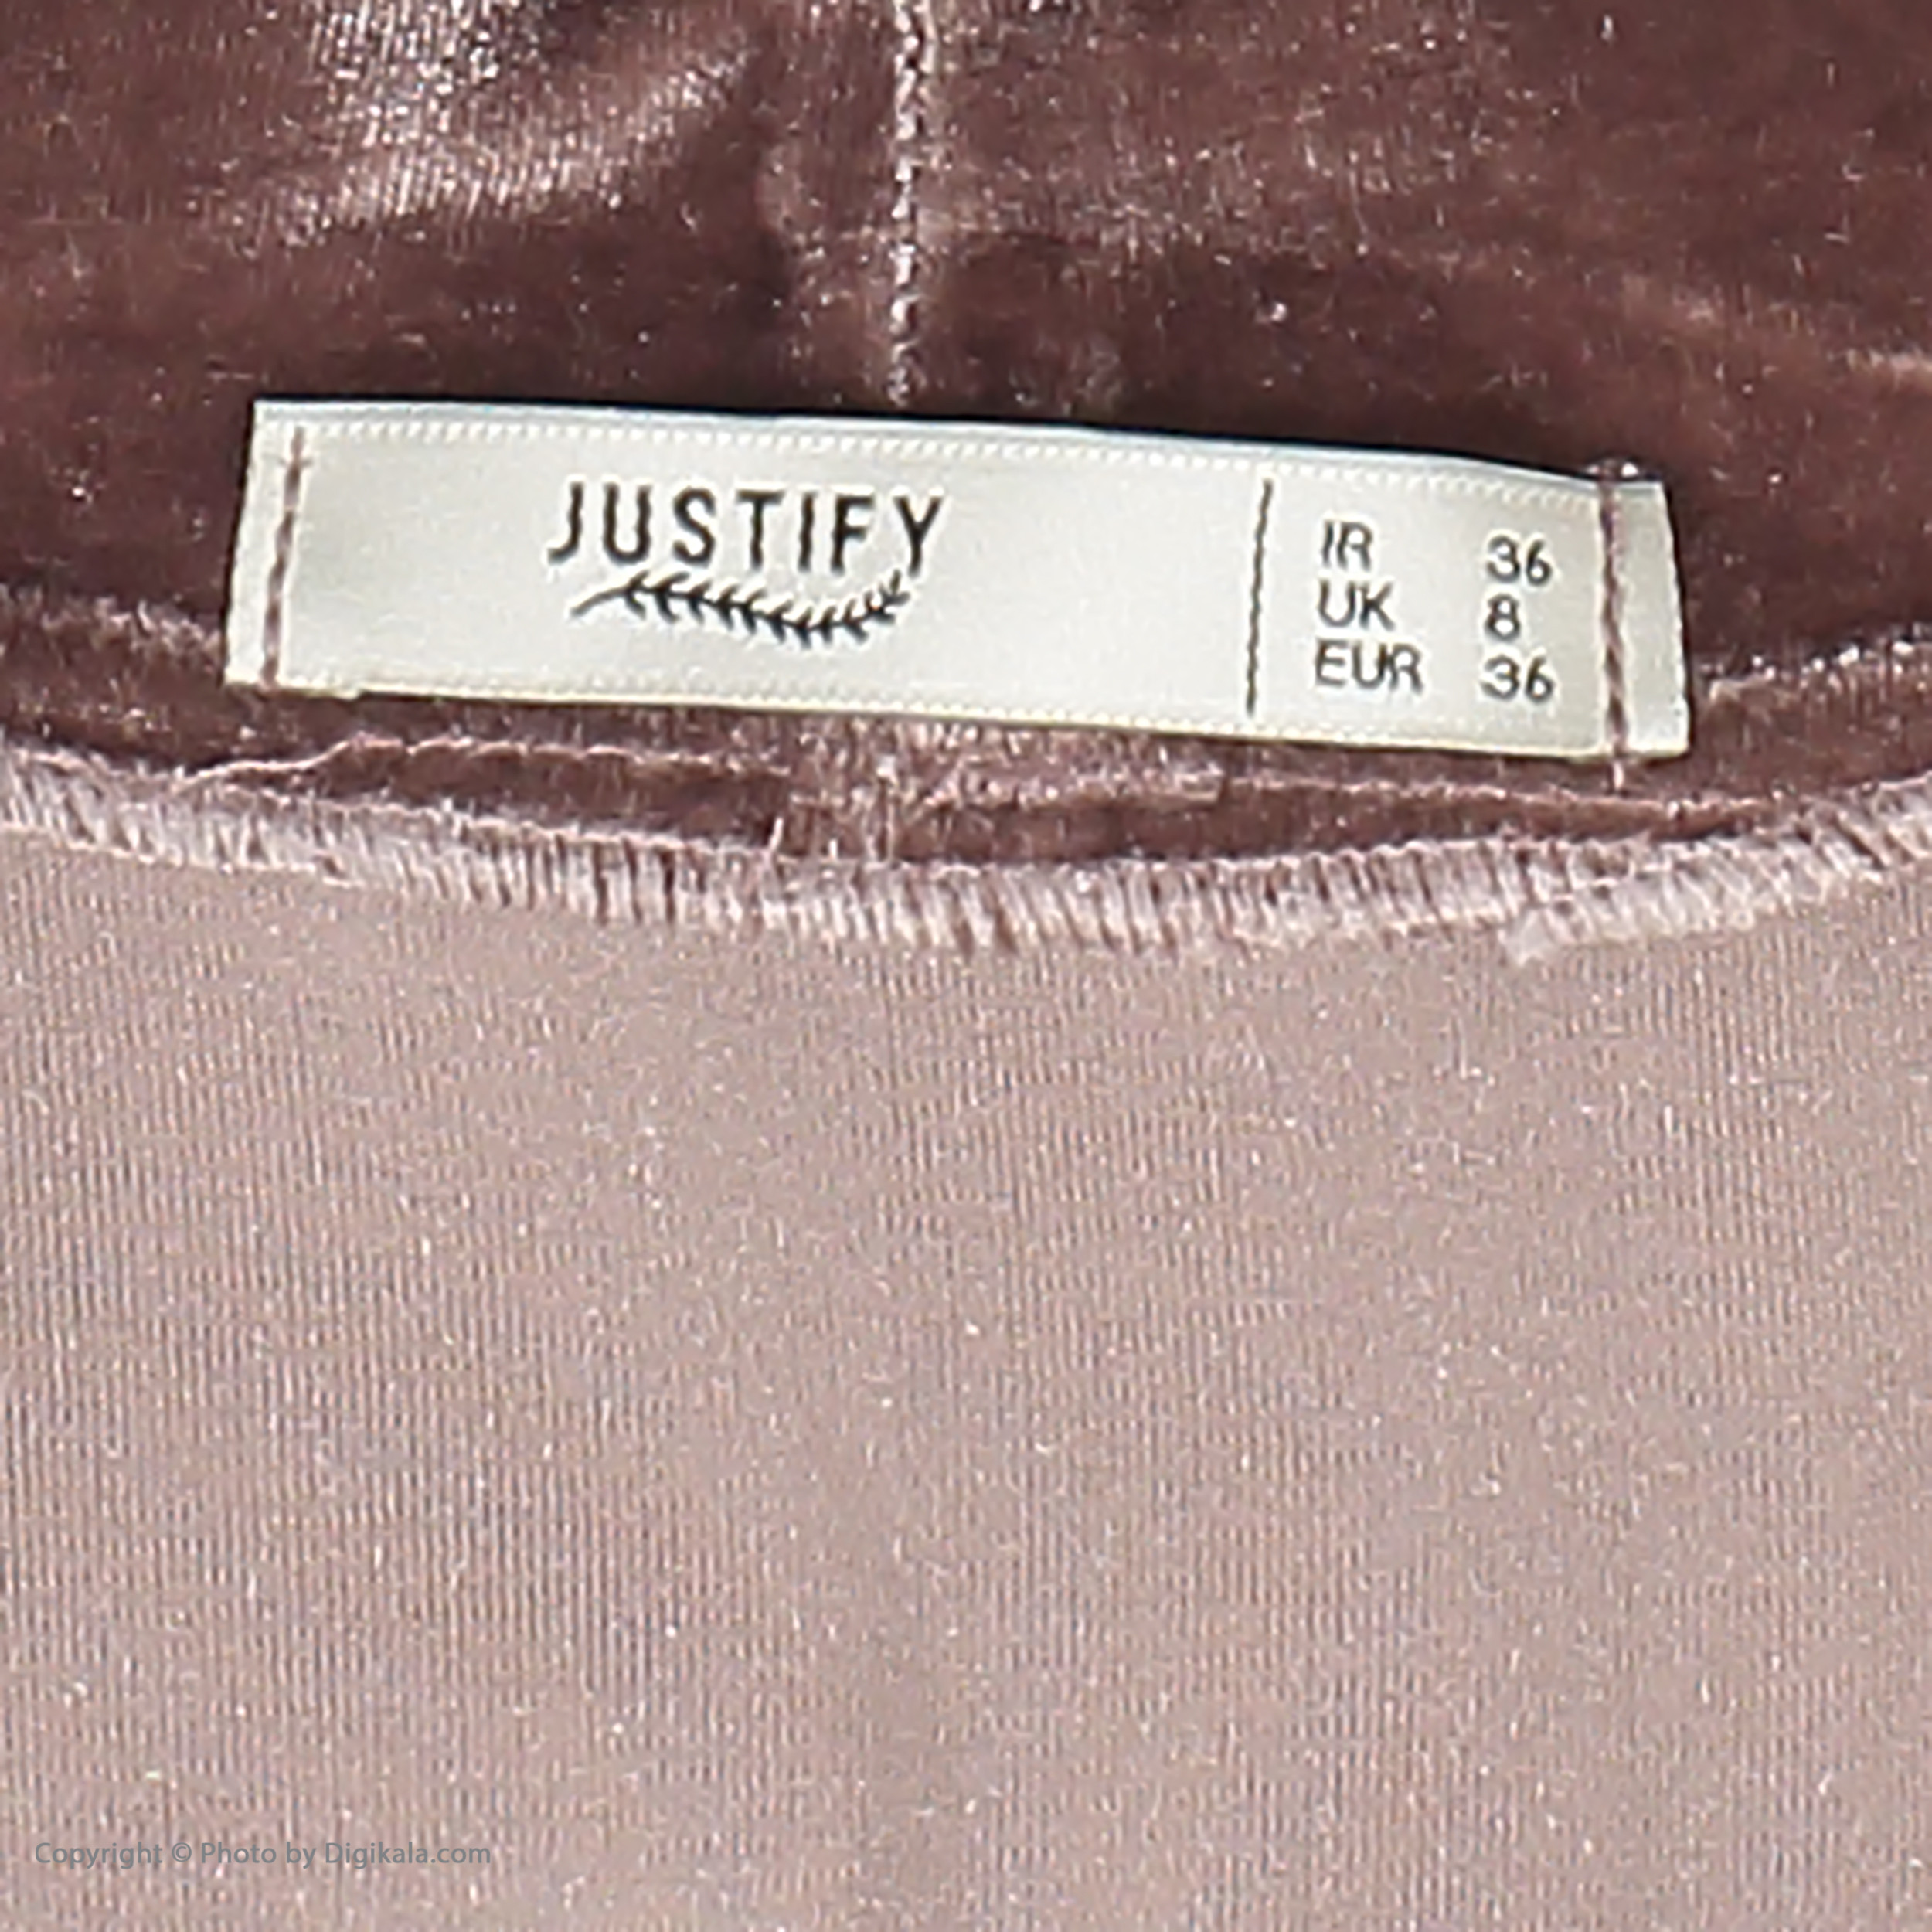 JUSTIFY
IR 36
UK 8
EUR 36
Copyright © Photo by Digikala.com